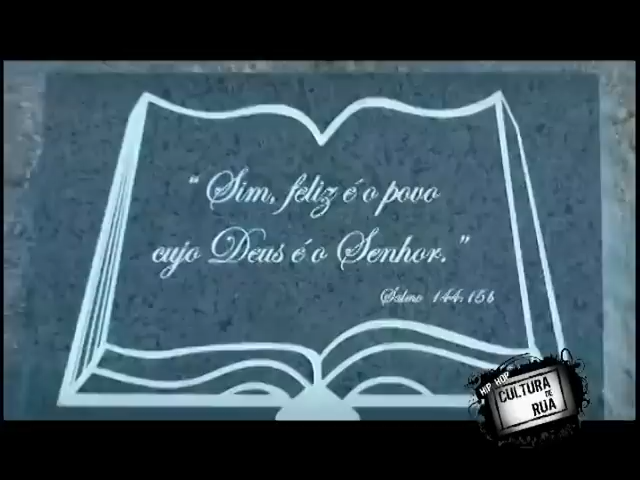 “ Sim, feliz é o povo
cujo Deus é o Senhor.”
Salmo 144:15b
HIP HOP
CULTURA
DE
RUA